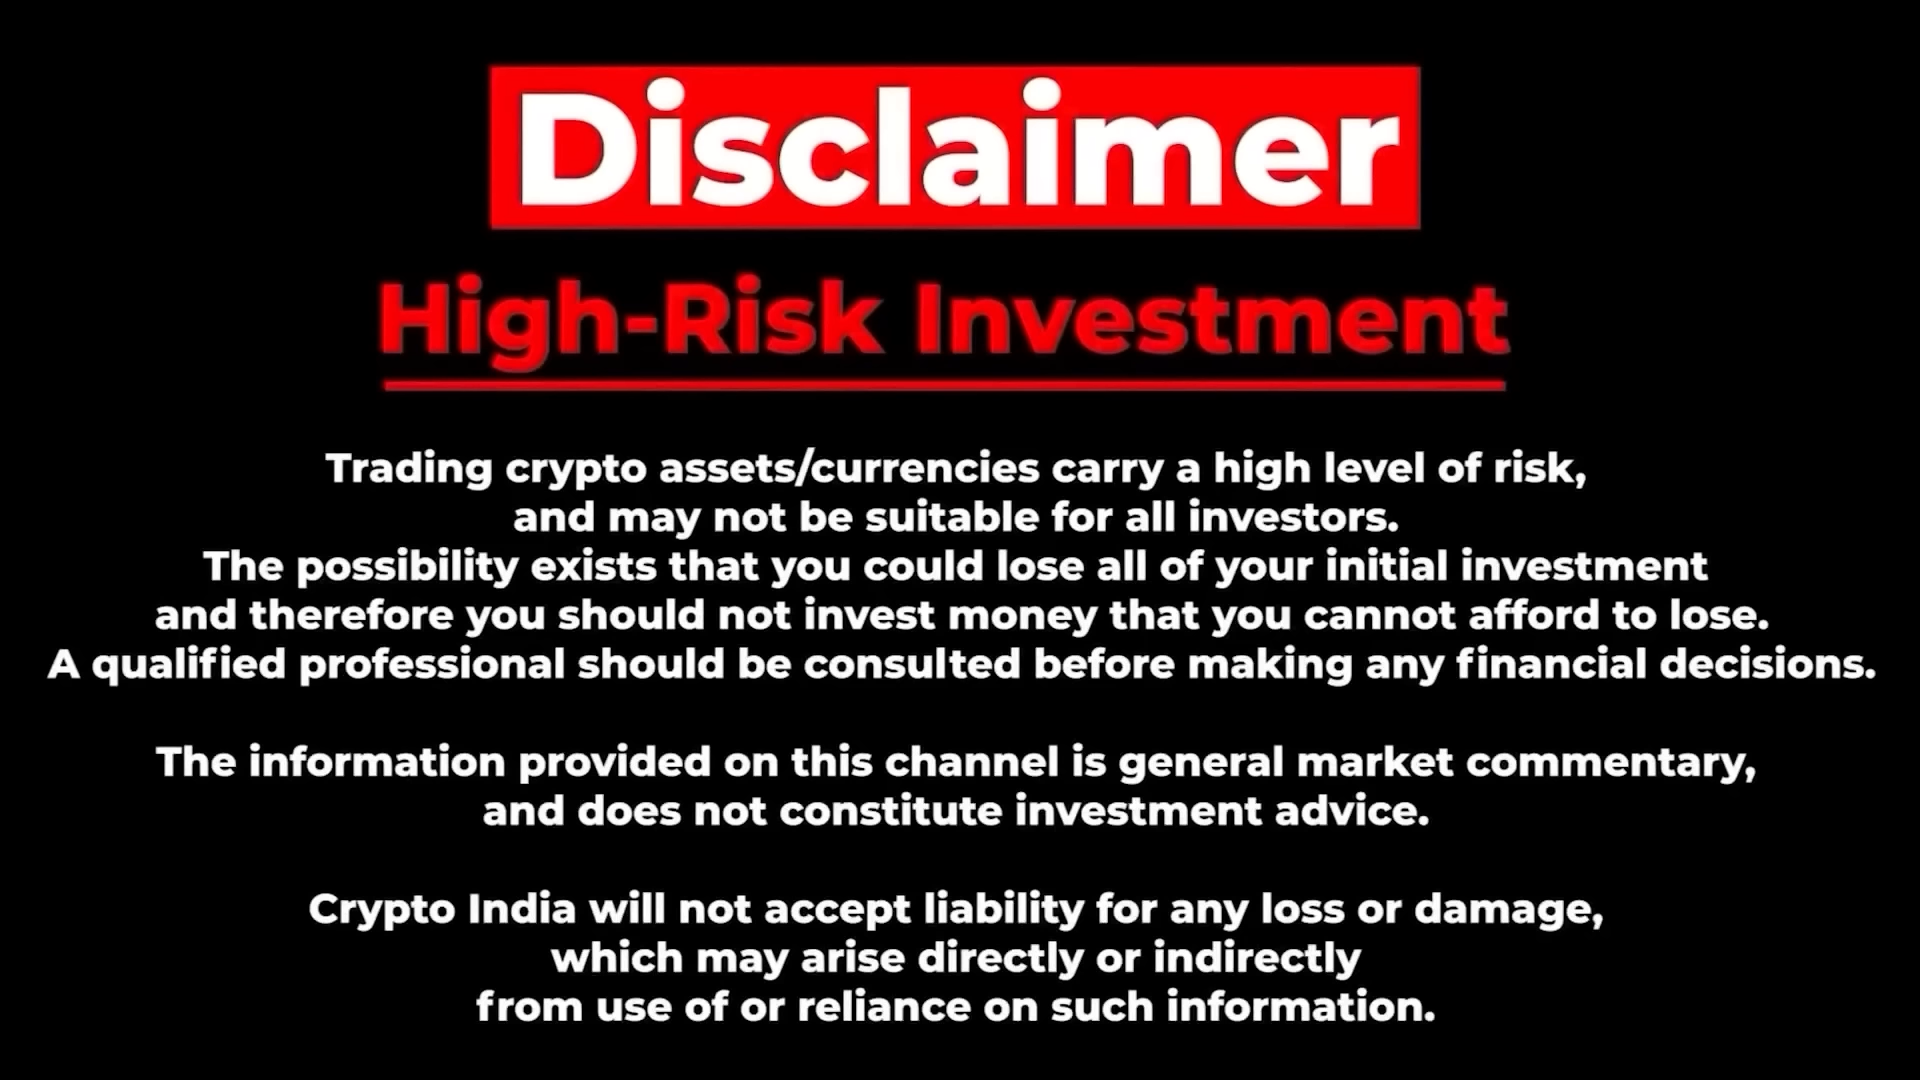 Disclaimer
High-Risk Investment
Trading crypto assets/currencies carry a high level of risk,
and may not be suitable for all investors.
The possibility exists that you could lose all of your initial investment
and therefore you should not invest money that you cannot afford to lose.
A qualified professional should be consulted before making any financial decisions.
The information provided on this channel is general market commentary,
and does not constitute investment advice.
Crypto India will not accept liability for any loss or damage,
which may arise directly or indirectly
from use of or reliance on such information.